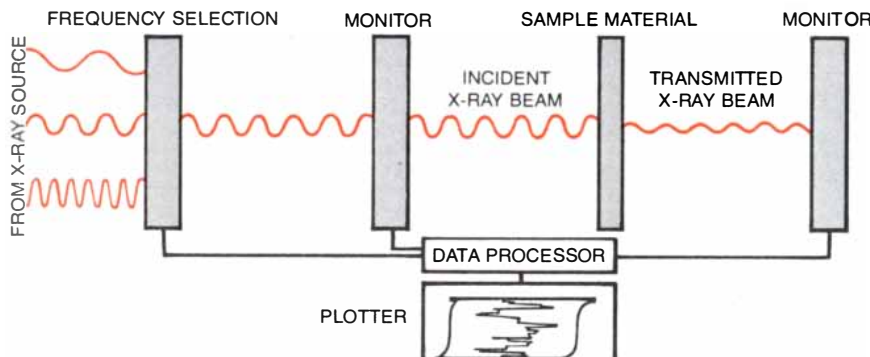 FREQUENCY SELECTION
MONITOR
SAMPLE MATERIAL
MONITOR
FROM X-RAY SOURCE
INCIDENT
X-RAY BEAM
TRANSMITTED
X-RAY BEAM
DATA PROCESSOR
PLOTTER